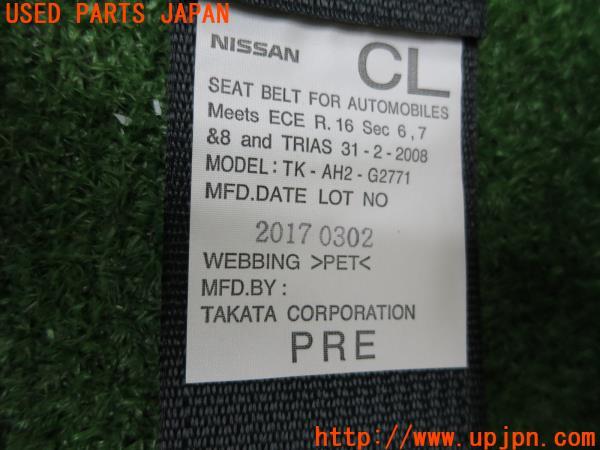 USED PARTS JAPAN
NISSAN CL
SEAT BELT FOR AUTOMOBILES
Meets ECE R. 16 Sec 6,7
&8 and TRIAS 31-2-2008
MODEL: TK-AH2-G2771
MFD.DATE LOT NO
2017 0302
WEBBING >PET<
MFD.BY:
TAKATA CORPORATION
PRE
http://www.upjpn.com/